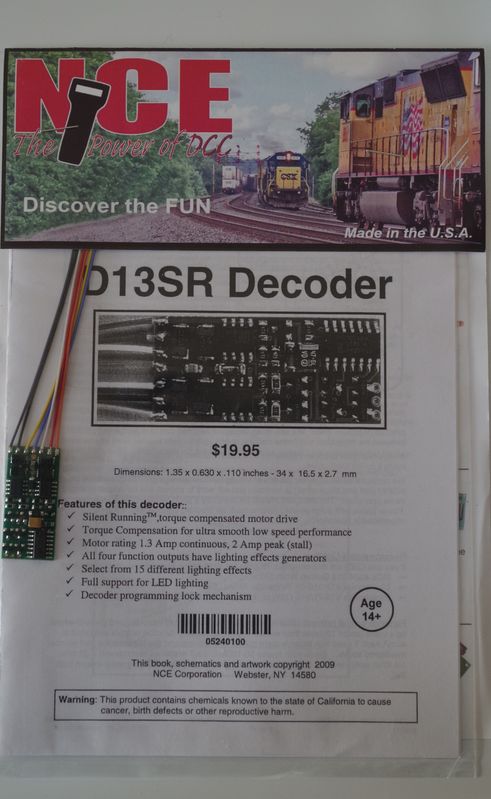 NCE
The Power of DCC
CSX
Discover the FUN
Made in the U.S.A.
D13SR Decoder
$19.95
Dimensions: 1.35 x 0.630 x .110 inches - 34 x 16.5 x 2.7 mm
Features of this decoder::
✓ Silent Running™,torque compensated motor drive
✓ Torque Compensation for ultra smooth low speed performance
✓ Motor rating 1.3 Amp continuous, 2 Amp peak (stall)
✓ All four function outputs have lighting effects generators
✓ Select from 15 different lighting effects
✓ Full support for LED lighting
✓ Decoder programming lock mechanism
Age
14+
05240100
This book, schematics and artwork copyright 2009
NCE Corporation Webster, NY 14580
Warning: This product contains chemicals known to the state of California to cause
cancer, birth defects or other reproductive harm.